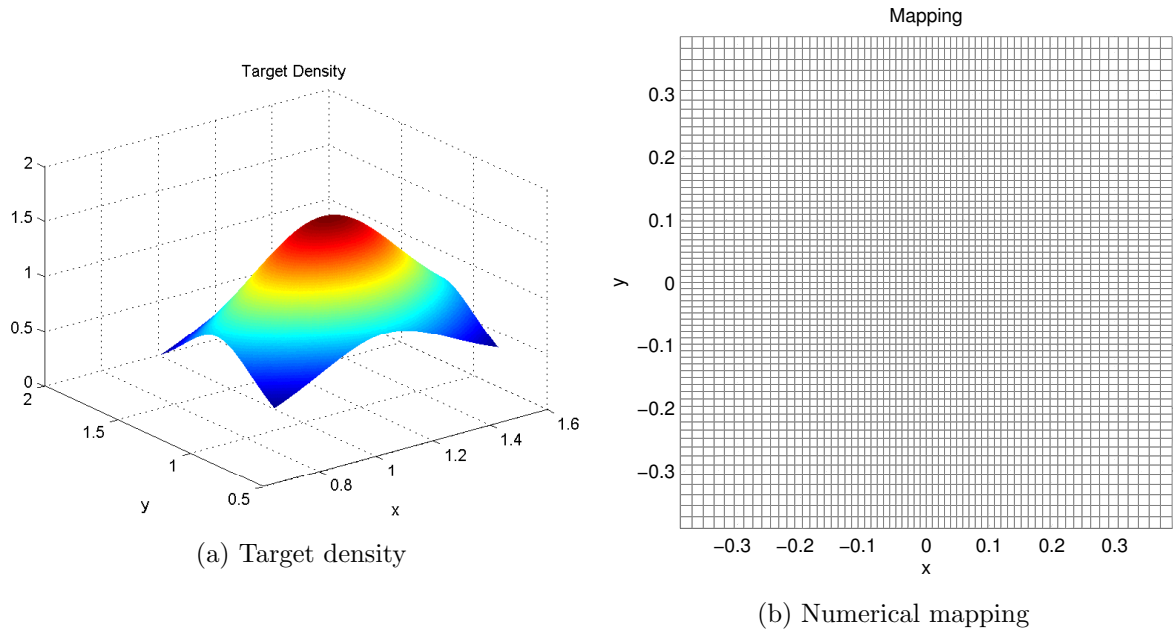 Target Density
2
1.5
1
0.5
0
2
1.5
1
0.5
y
0.8
1
1.2
1.4
1.6
x
(a) Target density
Mapping
0.3
0.2
0.1
0
−0.1
−0.2
−0.3
y
−0.3 −0.2 −0.1 0 0.1 0.2 0.3
x
(b) Numerical mapping